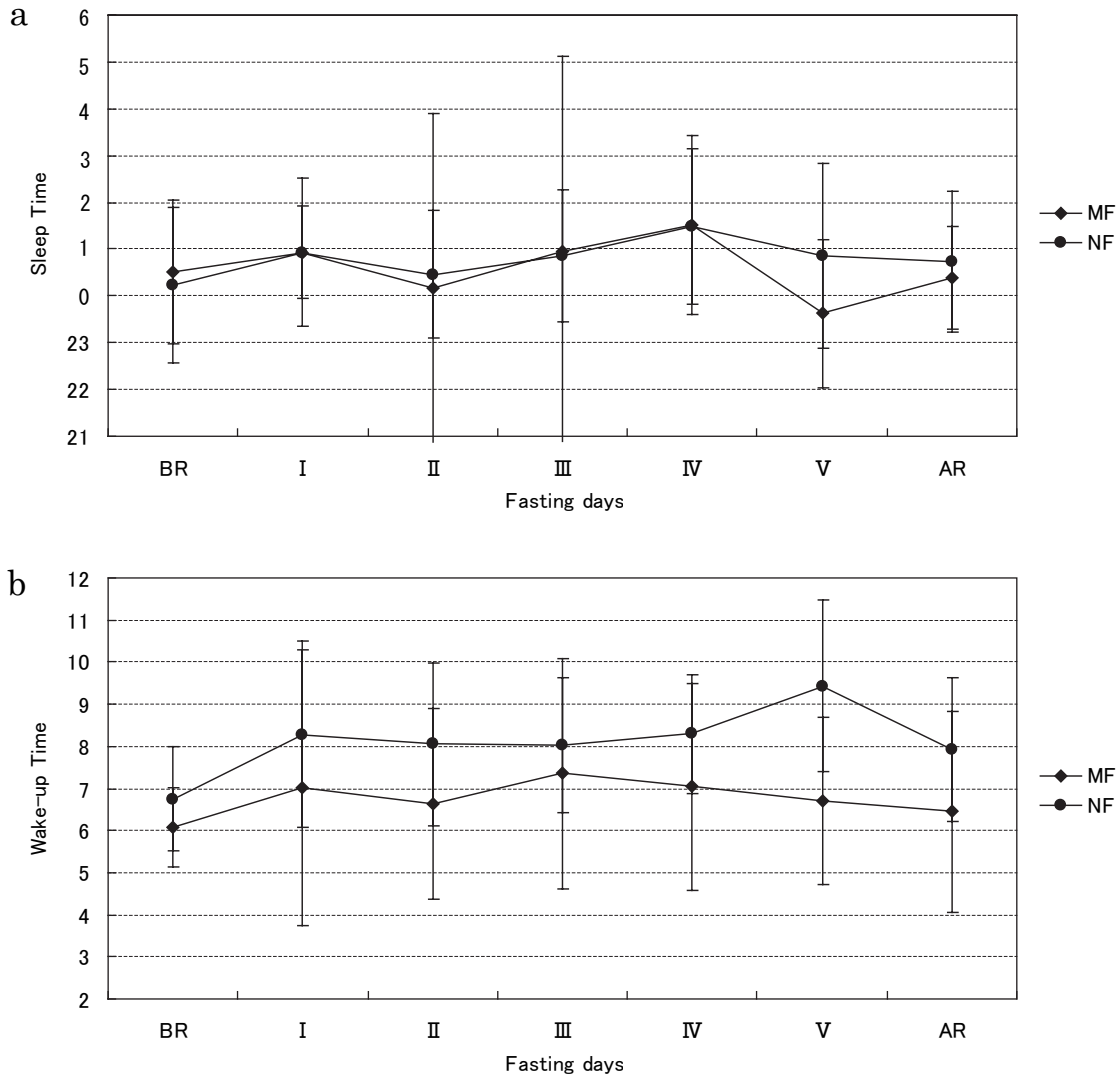 a
6
5
4
3
2
1
0
23
22
21
Sleep Time
BR Ⅰ Ⅱ Ⅲ Ⅳ Ⅴ AR
Fasting days
MF
NF
b
12
11
10
9
8
7
6
5
4
3
2
Wake-up Time
BR Ⅰ Ⅱ Ⅲ Ⅳ Ⅴ AR
Fasting days
MF
NF